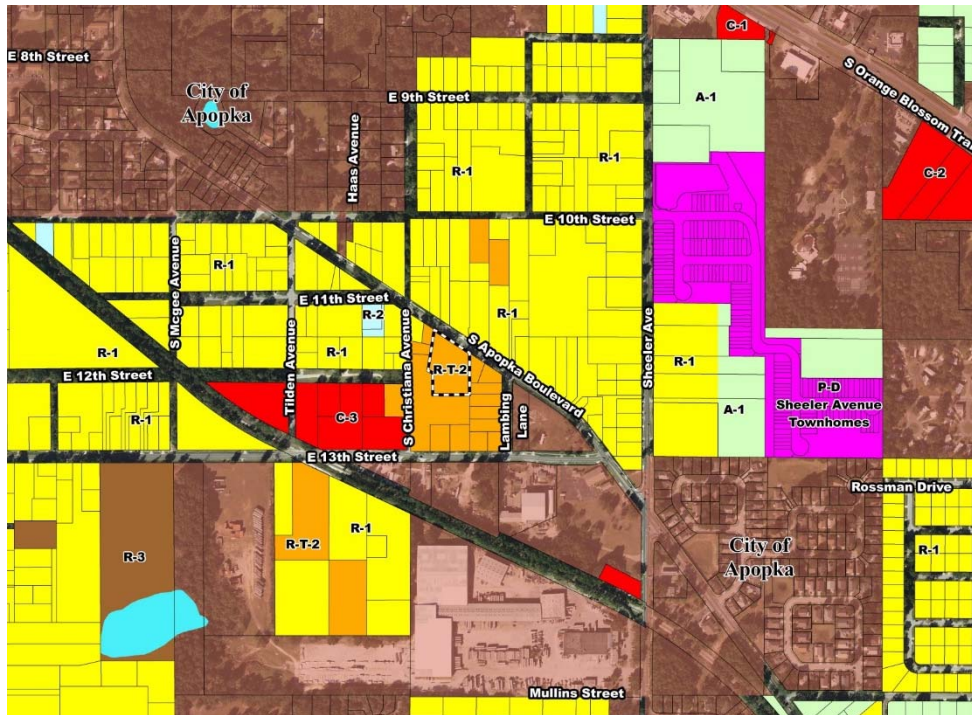 C-1
E 8th Street
S Orange Blossom Trail
City of
Apopka
E 9th Street
A-1
Haas Avenue
R-1
R-1
C-2
E 10th Street
S Mcgee Avenue
R-1
R-1
E 11th Street
R-2
Tilden Avenue
S Christiana Avenue
S Apopka Boulevard
Sheeler Ave
R-1
R-1
R-T-2
R-1
E 12th Street
P-D
Sheeler Avenue
Townhomes
R-1
C-3
Lambing
Lane
A-1
E 13th Street
Rossman Drive
R-3
R-T-2
R-1
City of
Apopka
R-1
Mullins Street